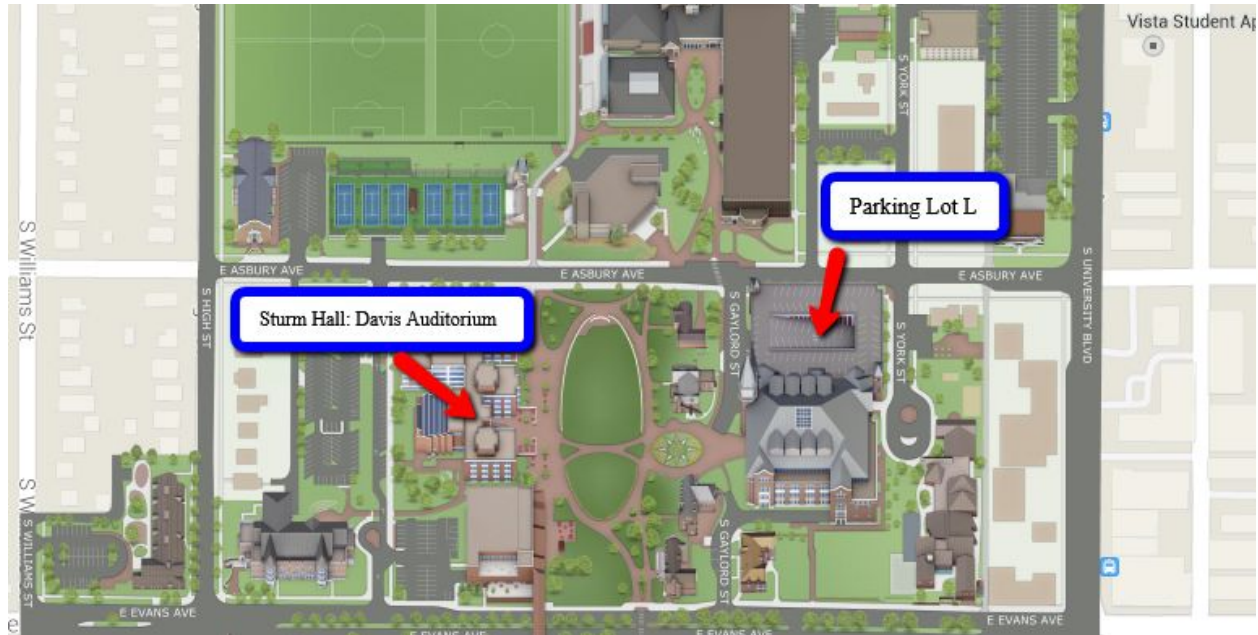 Vista Student Ap
S YORK ST
Parking Lot L
S Williams St
E ASBURY AVE
E ASBURY AVE
E ASBURY AVE
S HIGH ST
S GAYLORD ST
S UNIVERSITY BLVD
Sturm Hall: Davis Auditorium
S YORK ST
S W
S WILLIAMS ST
S GAYLORD ST
E EVANS AVE
E EVANS AVE
E EVANS AVE
E EVANS AVE